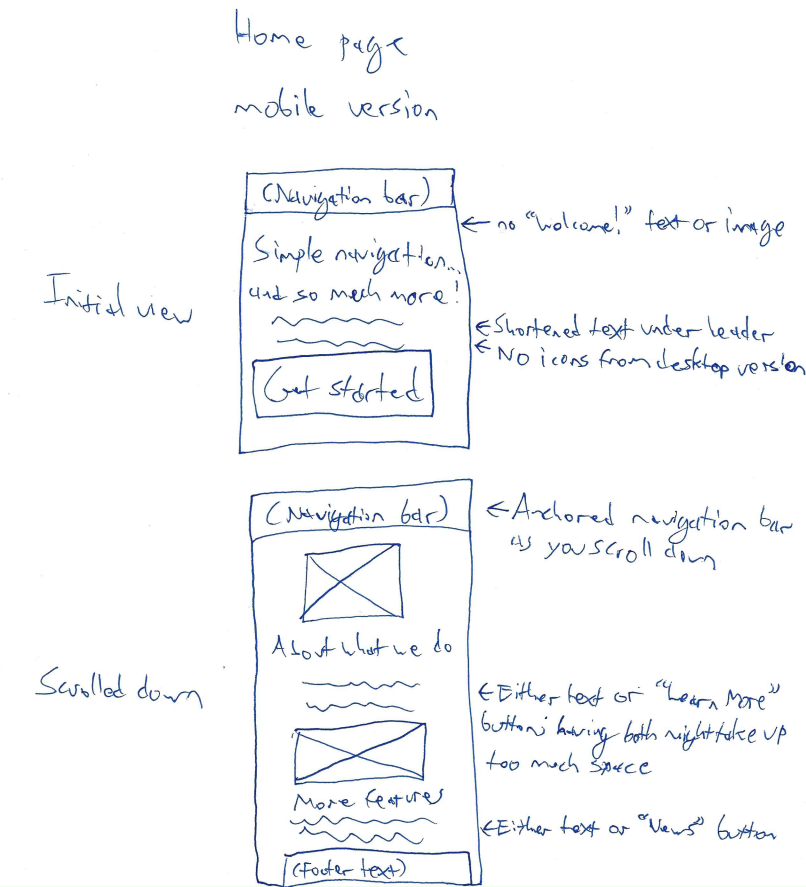 Home page
mobile version
(Navigation bar)
← no "Welcome!" text or image
Simple navigation...
and so much more!
Initial view
← Shortened text under leader
← No icons from desktop version
Get started
(Navigation bar)
← Anchored navigation bar
as you scroll down
About what we do
Scrolled down
← Either text or "Learn More"
button; having both might take up
too much space
More features
← Either text or "News" button
(Footer text)